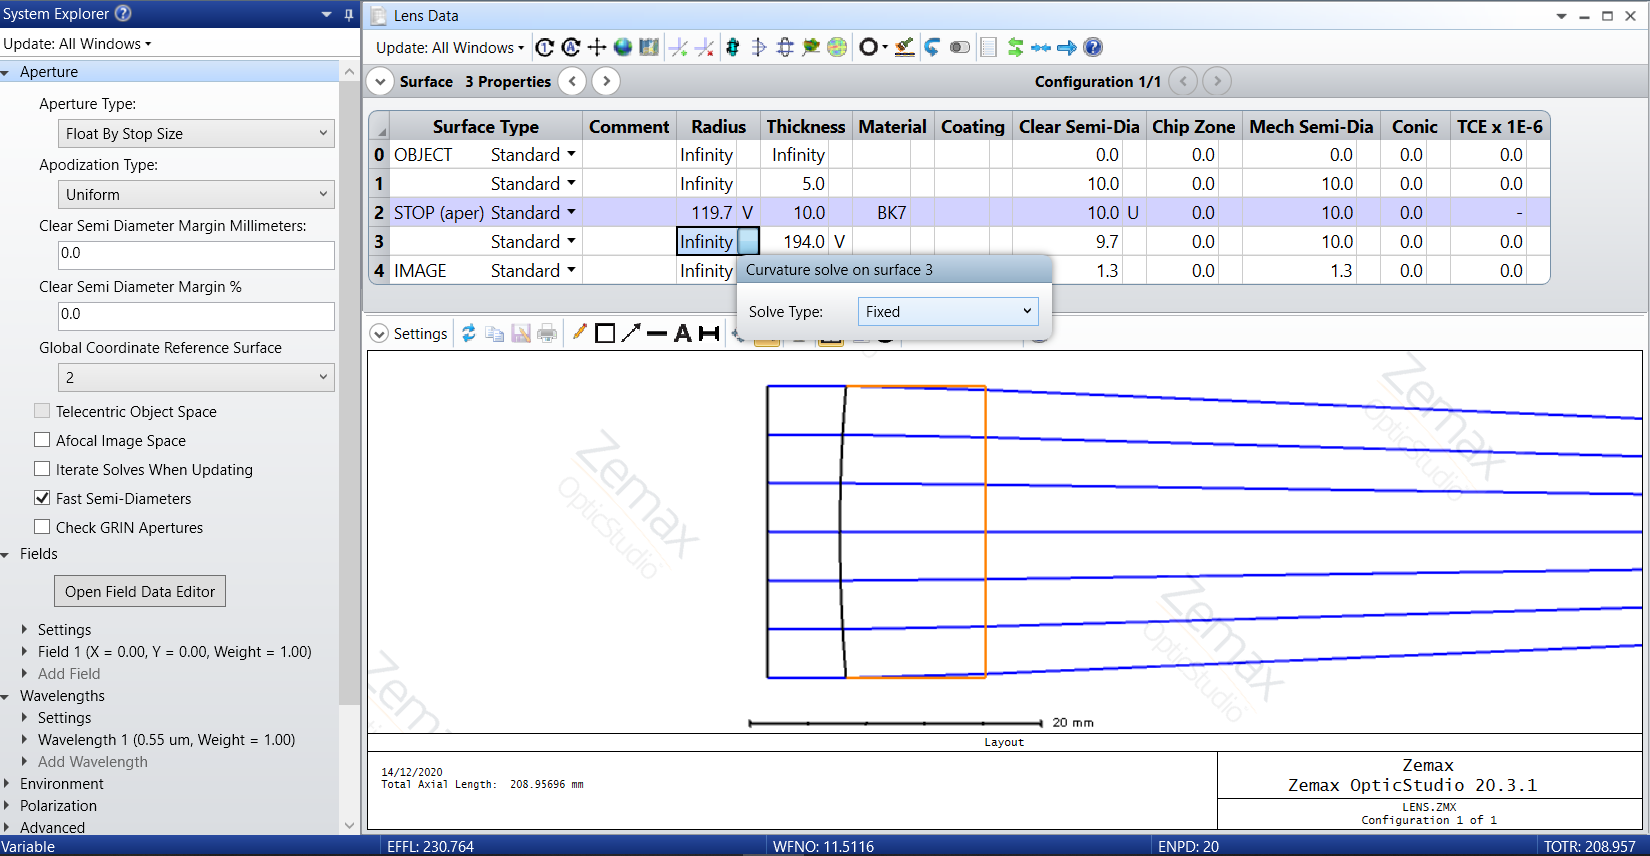 System Explorer ?
Update: All Windows
Aperture
Aperture Type:
Float By Stop Size
Apodization Type:
Uniform
Clear Semi Diameter Margin Millimeters:
0.0
Clear Semi Diameter Margin %
0.0
Global Coordinate Reference Surface
2
Telecentric Object Space
Afocal Image Space
Iterate Solves When Updating
Fast Semi-Diameters
Check GRIN Apertures
Fields
Open Field Data Editor
Settings
Field 1 (X = 0.00, Y = 0.00, Weight = 1.00)
Add Field
Wavelengths
Settings
Wavelength 1 (0.55 um, Weight = 1.00)
Add Wavelength
Environment
Polarization
Advanced
Lens Data
Update: All Windows
Surface 3 Properties
Configuration 1/1
Surface Type Comment Radius Thickness Material Coating Clear Semi-Dia Chip Zone Mech Semi-Dia Conic TCE x 1E-6
0 OBJECT Standard Infinity Infinity 0.0 0.0 0.0 0.0 0.0
1 Standard Infinity 5.0 10.0 0.0 10.0 0.0 0.0
2 STOP (aper) Standard 119.7 V 10.0 BK7 10.0 U 0.0 10.0 0.0 -
3 Standard Infinity 194.0 V 9.7 0.0 10.0 0.0 0.0
4 IMAGE Standard Infinity 1.3 0.0 1.3 0.0 0.0
Curvature solve on surface 3
Solve Type: Fixed
Settings
A
Zemax
OpticStudio
Zemax
OpticStudio
Zemax
OpticStudio
Zemax
20 mm
Layout
14/12/2020
Total Axial Length: 208.95696 mm
Zemax
Zemax OpticStudio 20.3.1
LENS.ZMX
Configuration 1 of 1
Variable EFFL: 230.764 WFNO: 11.5116 ENPD: 20 TOTR: 208.957